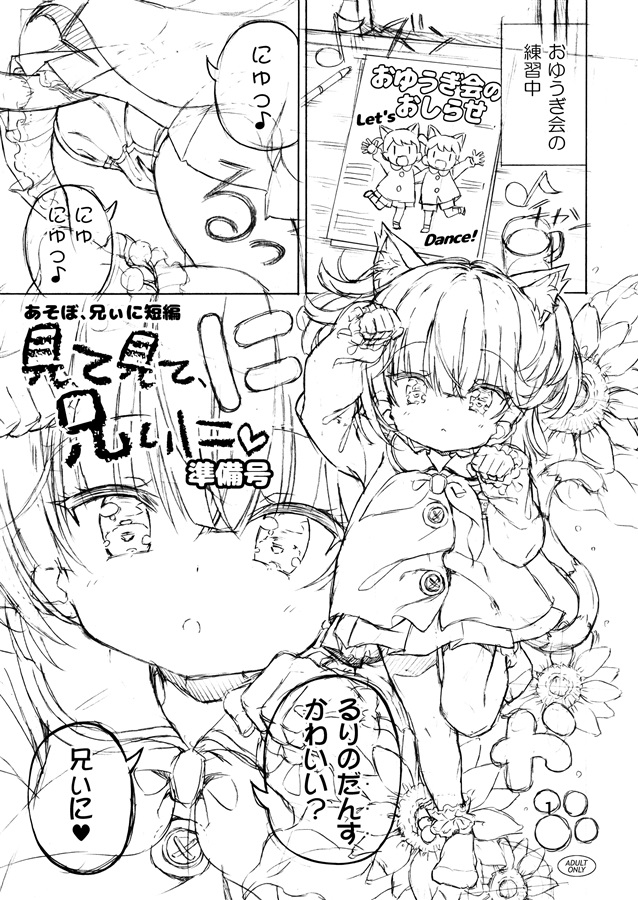 おゆうぎ会の
練習中
おゆうぎ会の
おしらせ
Let's
Dance!
にゅっ♪
にゅ
にゅっ♪
あそぼ、兄ぃに短編
見て見て、
兄ぃに♡
準備号
るりのだんす
かわいい?
兄ぃに♥
1
ADULT
ONLY